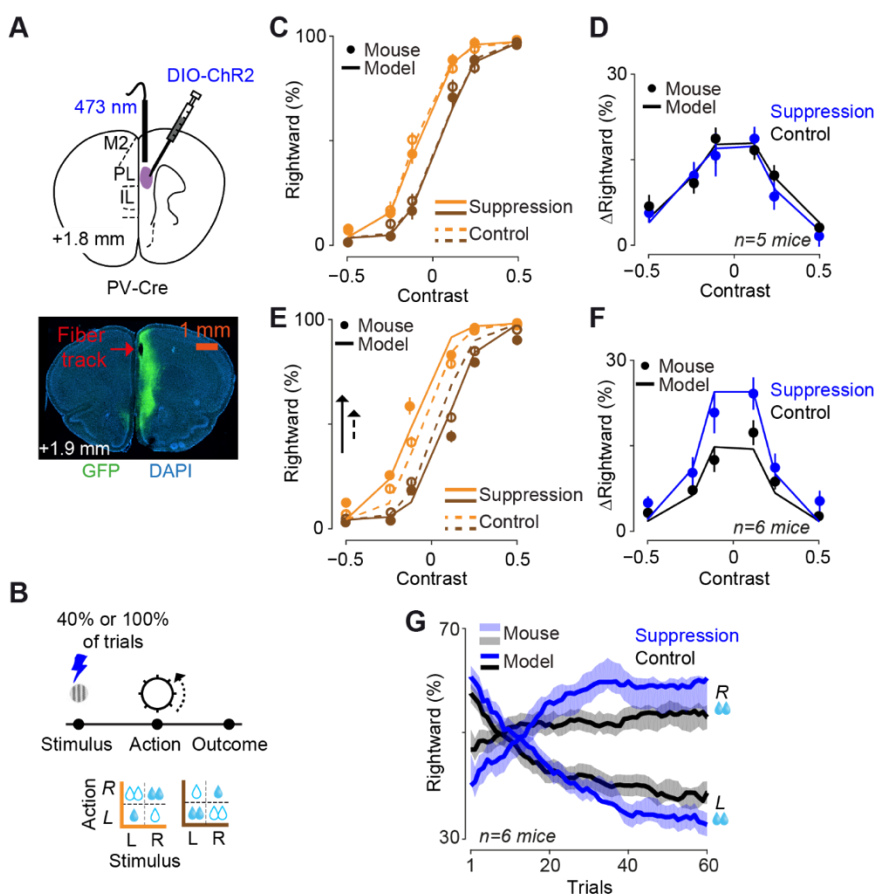 A
DIO-ChR2
473 nm
M2
PL
IL
+1.8 mm
PV-Cre
Fiber
track
1 mm
+1.9 mm
GFP DAPI
B
40% or 100%
of trials
Stimulus Action Outcome
Action
R
L
L R
L R
Stimulus
C
Mouse
Model
Rightward (%)
100
0
Suppression
Control
−0.5 0 0.5
Contrast
D
Mouse
Model
Suppression
Control
ΔRightward (%)
30
0
n=5 mice
−0.5 0 0.5
Contrast
E
Mouse
Model
Rightward (%)
100
0
Suppression
Control
−0.5 0 0.5
Contrast
F
Mouse
Model
Suppression
Control
ΔRightward (%)
30
0
n=6 mice
−0.5 0 0.5
Contrast
G
Mouse
Model
Suppression
Control
Rightward (%)
70
30
R
L
n=6 mice
1 20 40 60
Trials